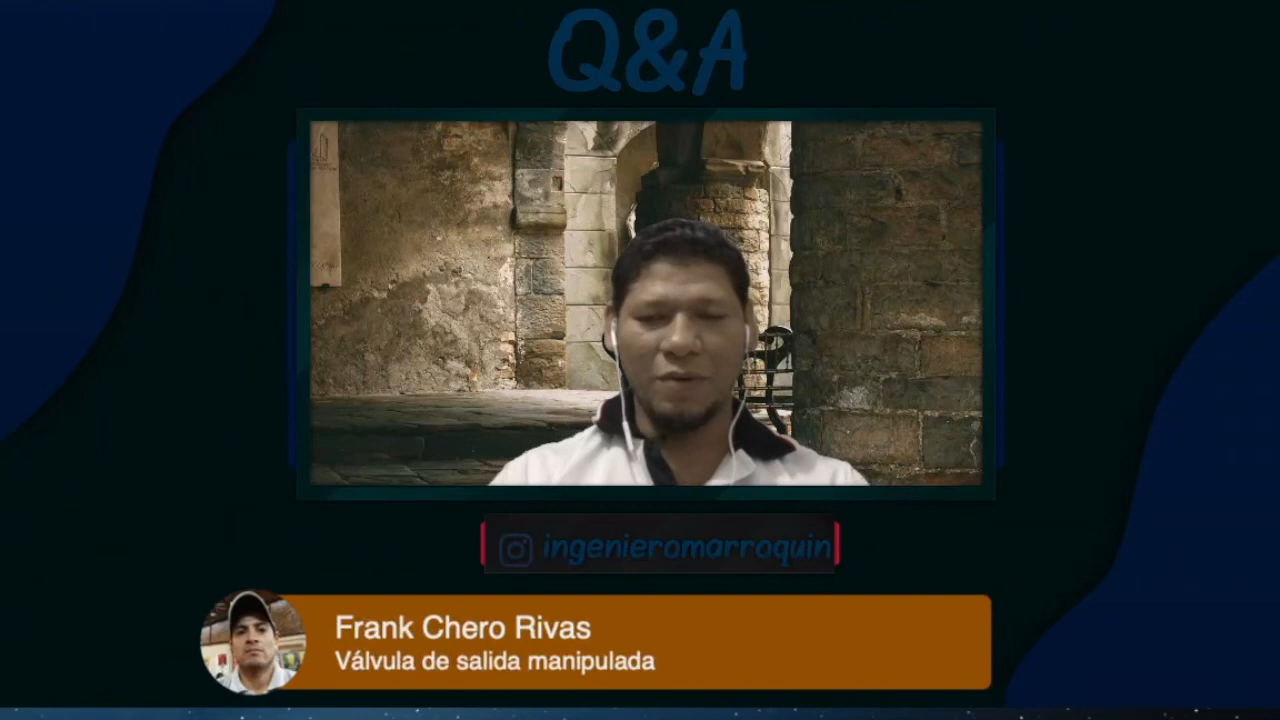 Q&A
ingenieromarroquin
Frank Chero Rivas
Válvula de salida manipulada